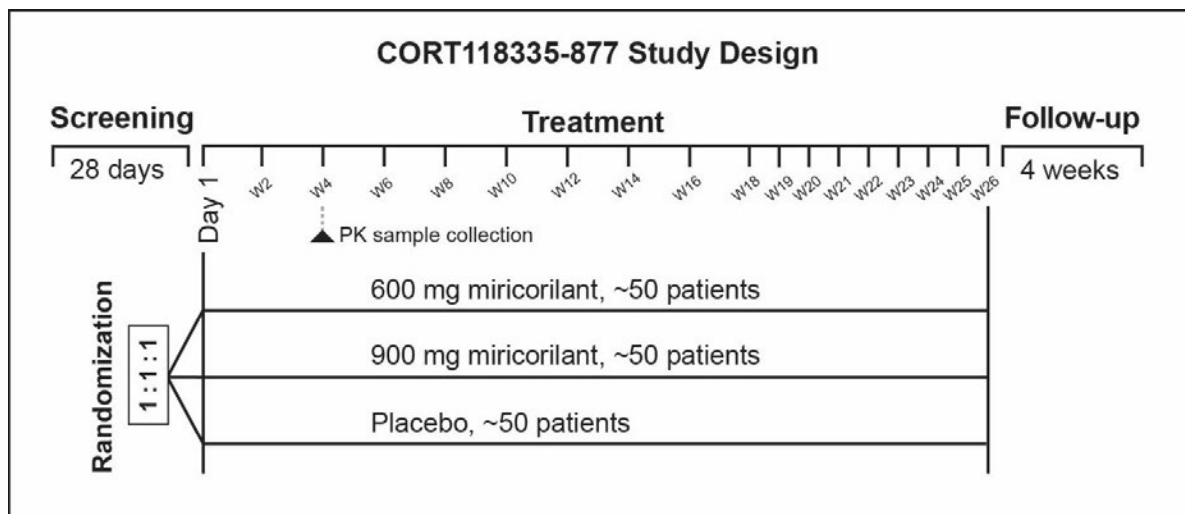 CORT118335-877 Study Design
Screening
Treatment
Follow-up
28 days
4 weeks
Day 1
W2
W4
W6
W8
W10
W12
W14
W16
W18
W19
W20
W21
W22
W23
W24
W25
W26
PK sample collection
Randomization
1 : 1 : 1
600 mg miricorilant, ~50 patients
900 mg miricorilant, ~50 patients
Placebo, ~50 patients